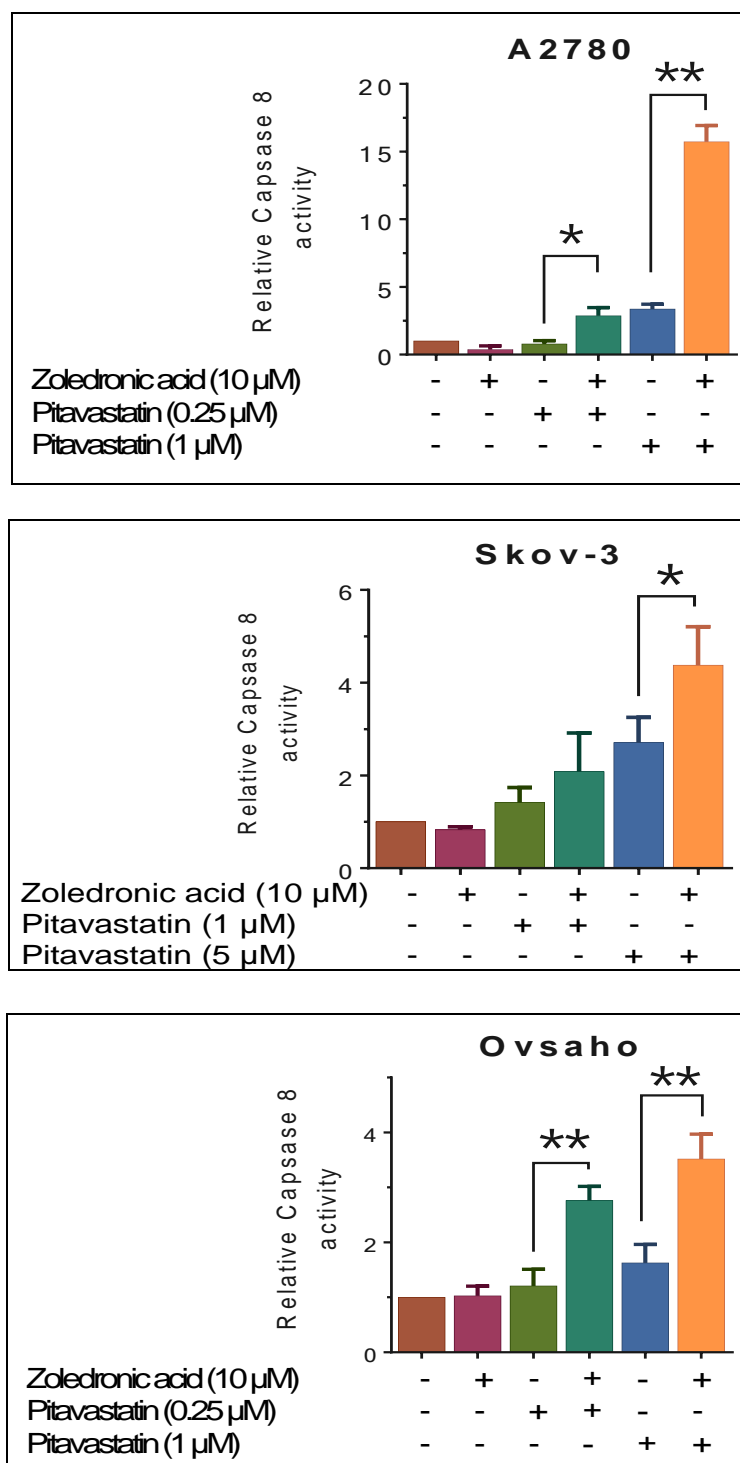 A2780
**
20
15
10
5
0
*
Relative Capsase 8
activity
Zoledronic acid (10 µM) - + - + - +
Pitavastatin (0.25 µM) - - + + - -
Pitavastatin (1 µM) - - - - + +
Skov-3
*
6
4
2
0
Relative Capsase 8
activity
Zoledronic acid (10 µM) - + - + - +
Pitavastatin (1 µM) - - + + - -
Pitavastatin (5 µM) - - - - + +
Ovsaho
**
**
4
2
0
Relative Capsase 8
activity
Zoledronic acid (10 µM) - + - + - +
Pitavastatin (0.25 µM) - - + + - -
Pitavastatin (1 µM) - - - - + +